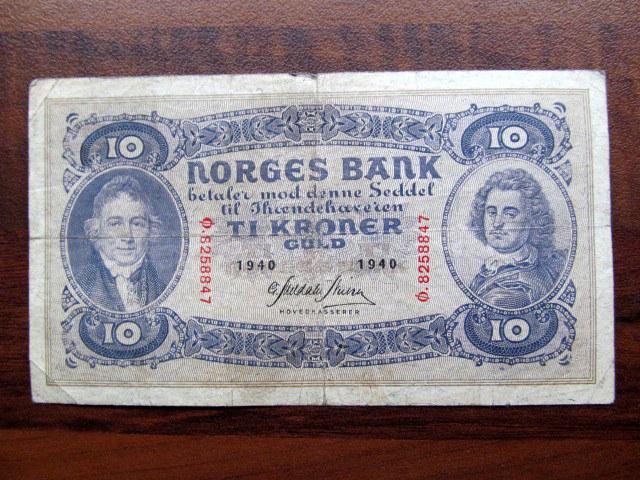 10 10
NORGES BANK
betaler mod denne Seddel
til Ihændehaveren
TI KRONER
GULD
1940 1940
Ø.8258847 Ø.8258847
HOVEDKASSERER
10 10